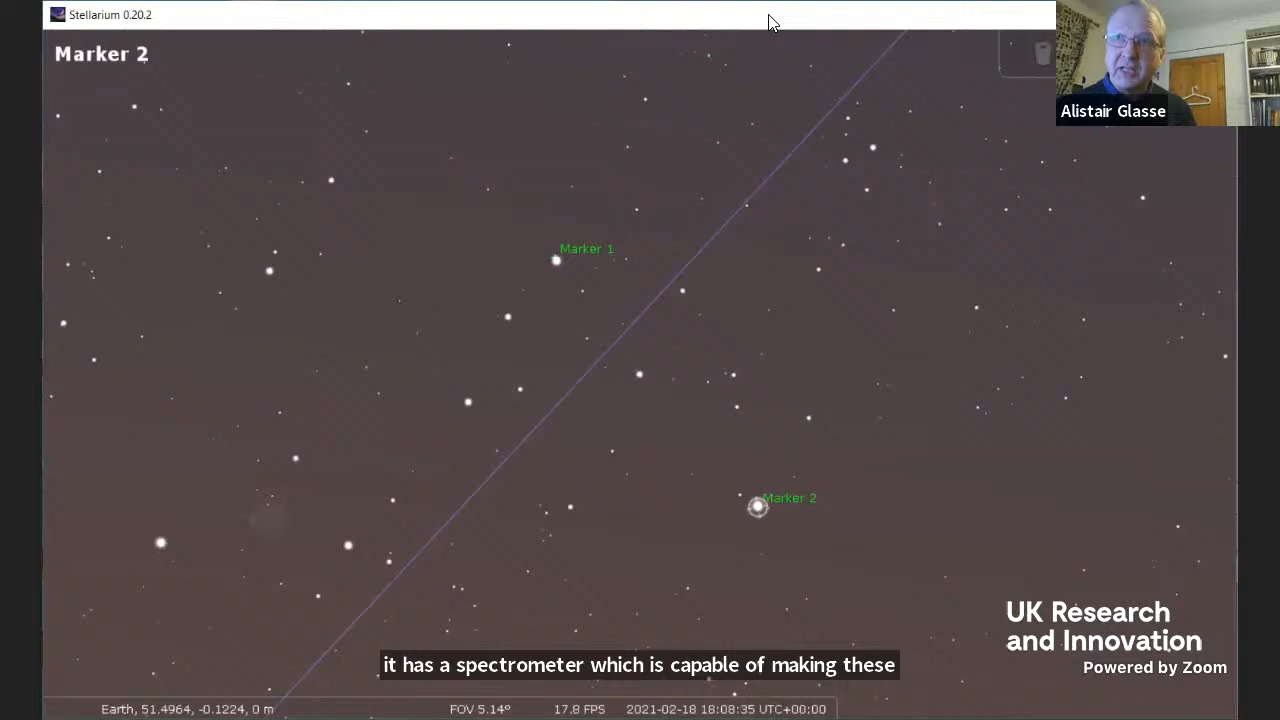 Stellarium 0.20.2
Marker 2
Alistair Glasse
Marker 1
Marker 2
UK Research
and Innovation
it has a spectrometer which is capable of making these
Powered by Zoom
Earth, 51.4964, -0.1224, 0 m FOV 5.14° 17.8 FPS 2021-02-18 18:08:35 UTC+00:00